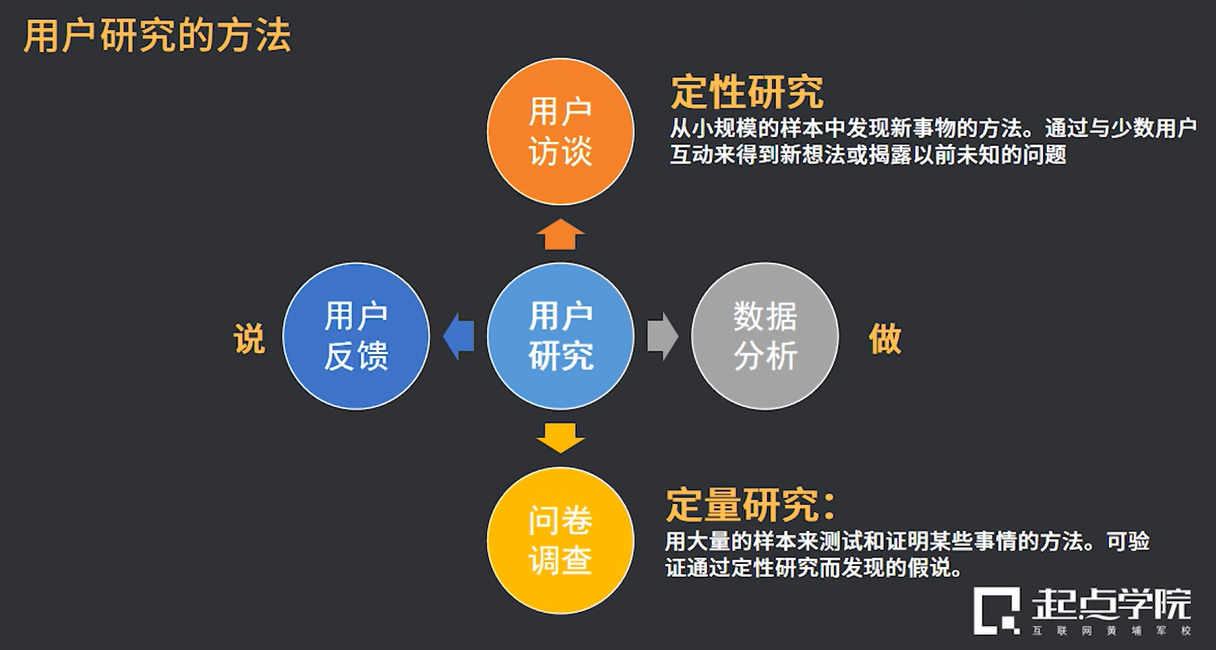 用户研究的方法
用户
访谈
定性研究
从小规模的样本中发现新事物的方法。通过与少数用户
互动来得到新想法或揭露以前未知的问题
说
用户
反馈
用户
研究
数据
分析
做
问卷
调查
定量研究：
用大量的样本来测试和证明某些事情的方法。可验
证通过定性研究而发现的假说。
起点学院
互联网黄埔军校